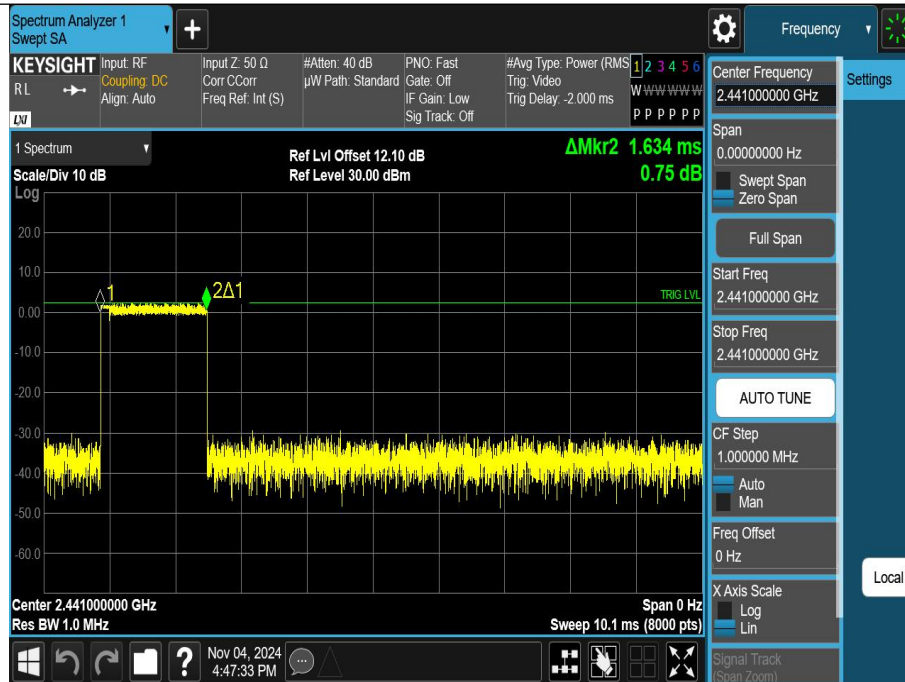 Spectrum Analyzer 1
Swept SA
+
Frequency
KEYSIGHT
RL
LXI
Input: RF
Coupling: DC
Align: Auto
Input Z: 50 Ω
Corr CCorr
Freq Ref: Int (S)
#Atten: 40 dB
µW Path: Standard
PNO: Fast
Gate: Off
IF Gain: Low
Sig Track: Off
#Avg Type: Power (RMS
Trig: Video
Trig Delay: -2.000 ms
1 2 3 4 5 6
W W W W W W
P P P P P P
Center Frequency
2.441000000 GHz
Settings
1 Spectrum
Scale/Div 10 dB
Log
Ref Lvl Offset 12.10 dB
Ref Level 30.00 dBm
ΔMkr2 1.634 ms
0.75 dB
Span
0.00000000 Hz
Swept Span
Zero Span
Full Span
Start Freq
2.441000000 GHz
Stop Freq
2.441000000 GHz
AUTO TUNE
CF Step
1.000000 MHz
Auto
Man
Freq Offset
0 Hz
X Axis Scale
Log
Lin
Signal Track
(Span Zoom)
Local
20.0
10.0
0.00
-10.0
-20.0
-30.0
-40.0
-50.0
-60.0
1
2Δ1
TRIG LVL
Center 2.441000000 GHz
Res BW 1.0 MHz
Span 0 Hz
Sweep 10.1 ms (8000 pts)
?
Nov 04, 2024
4:47:33 PM